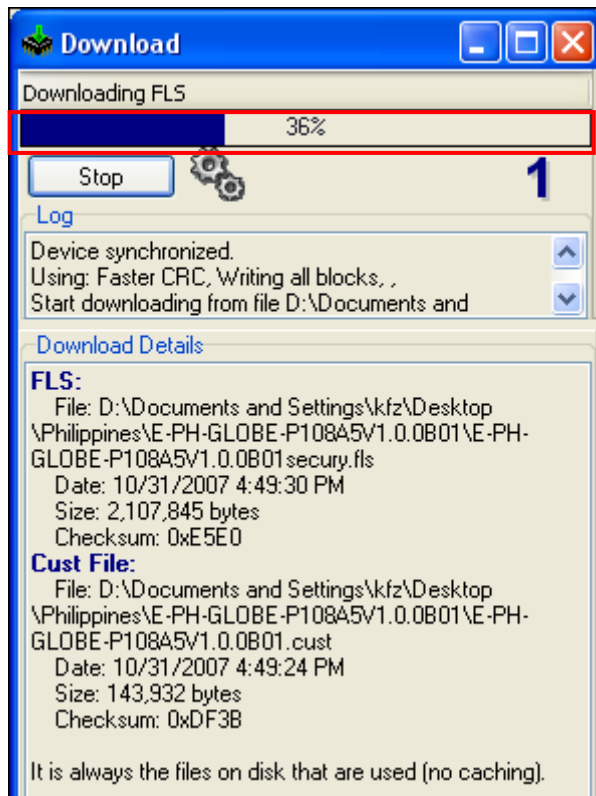 Download
Downloading FLS
36%
Stop
1
Log
Device synchronized.
Using: Faster CRC, Writing all blocks, ,
Start downloading from file D:\Documents and
Download Details
FLS:
File: D:\Documents and Settings\kfz\Desktop
\Philippines\E-PH-GLOBE-P108A5V1.0.0B01\E-PH-
GLOBE-P108A5V1.0.0B01secury.fls
Date: 10/31/2007 4:49:30 PM
Size: 2,107,845 bytes
Checksum: 0xE5E0
Cust File:
File: D:\Documents and Settings\kfz\Desktop
\Philippines\E-PH-GLOBE-P108A5V1.0.0B01\E-PH-
GLOBE-P108A5V1.0.0B01.cust
Date: 10/31/2007 4:49:24 PM
Size: 143,932 bytes
Checksum: 0xDF3B
It is always the files on disk that are used (no caching).